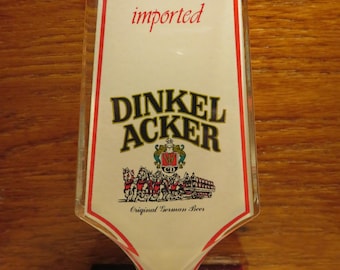 imported
DINKEL
ACKER
Original German Beer